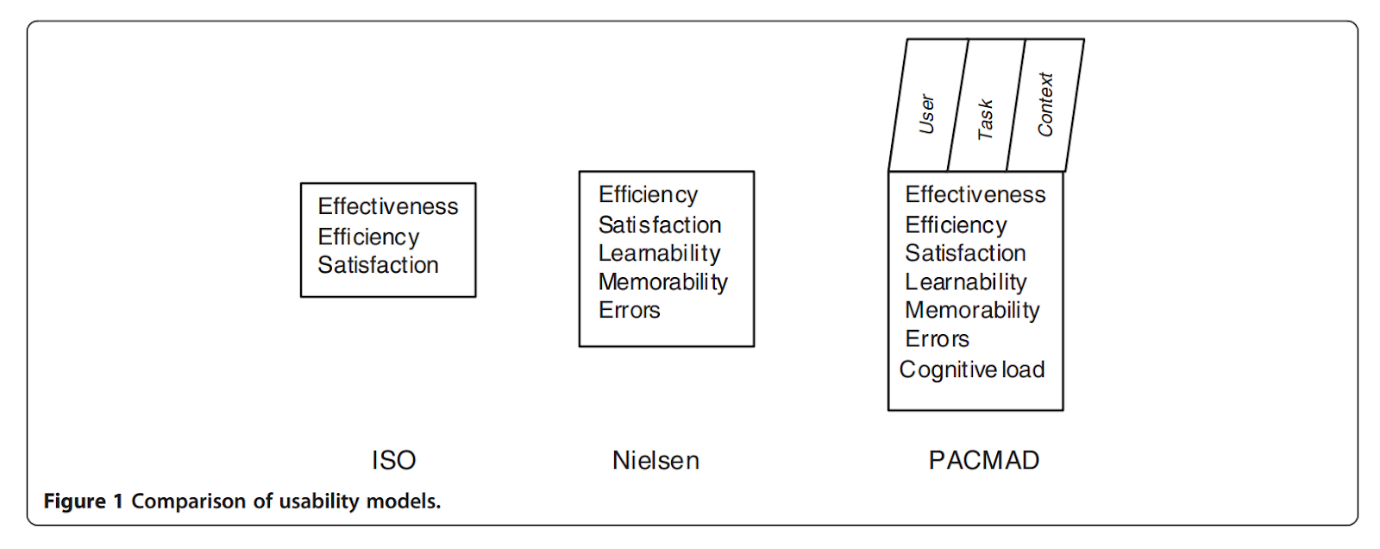 User
Task
Context
Effectiveness
Efficiency
Satisfaction
Efficiency
Satisfaction
Learnability
Memorability
Errors
Effectiveness
Efficiency
Satisfaction
Learnability
Memorability
Errors
Cognitive load
ISO
Nielsen
PACMAD
Figure 1 Comparison of usability models.